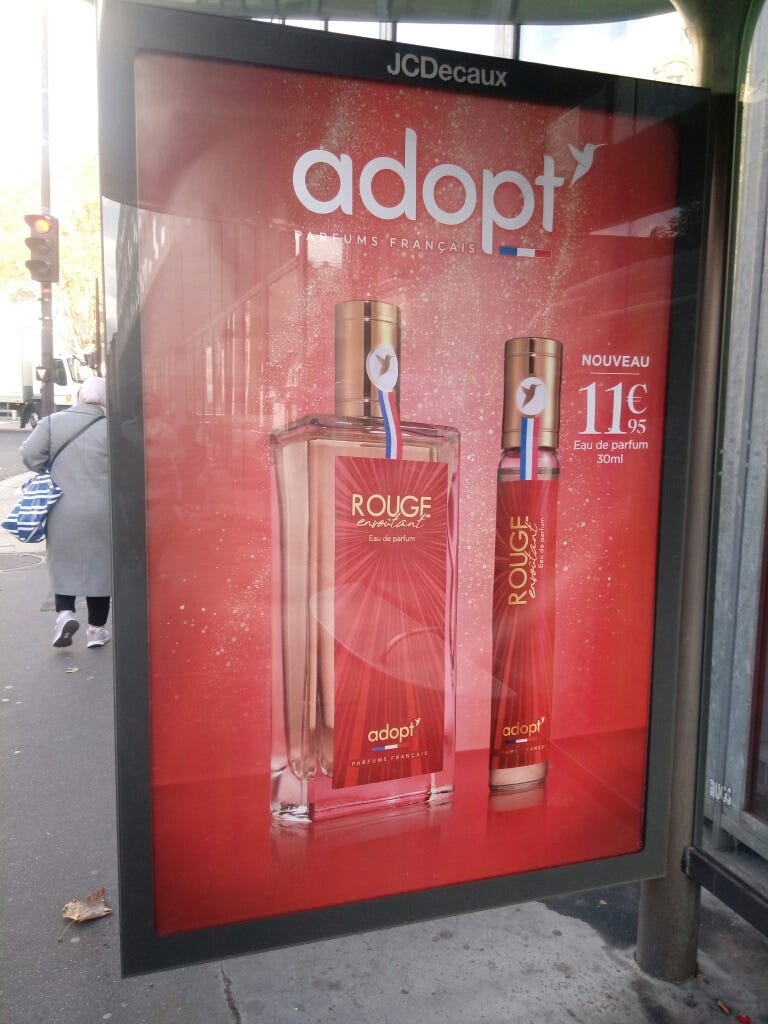 JCDecaux
adopt'
PARFUMS FRANÇAIS
NOUVEAU
11€95
Eau de parfum
30ml
ROUGE
envoûtant
Eau de parfum
adopt'
PARFUMS FRANÇAIS
ROUGE
envoûtant
Eau de parfum
adopt'